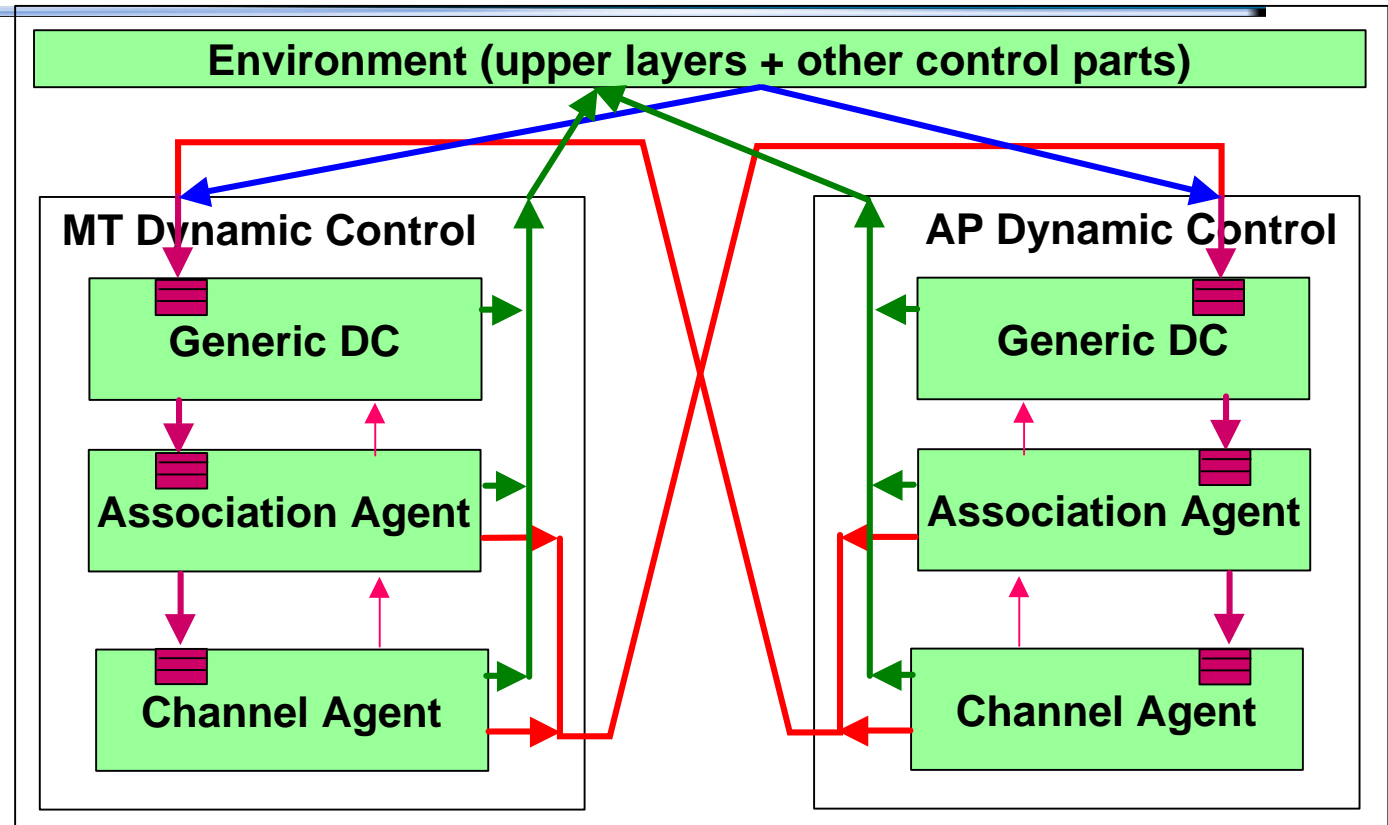 Environment (upper layers + other control parts)
MT Dynamic Control
Generic DC
Association Agent
Channel Agent
AP Dynamic Control
Generic DC
Association Agent
Channel Agent